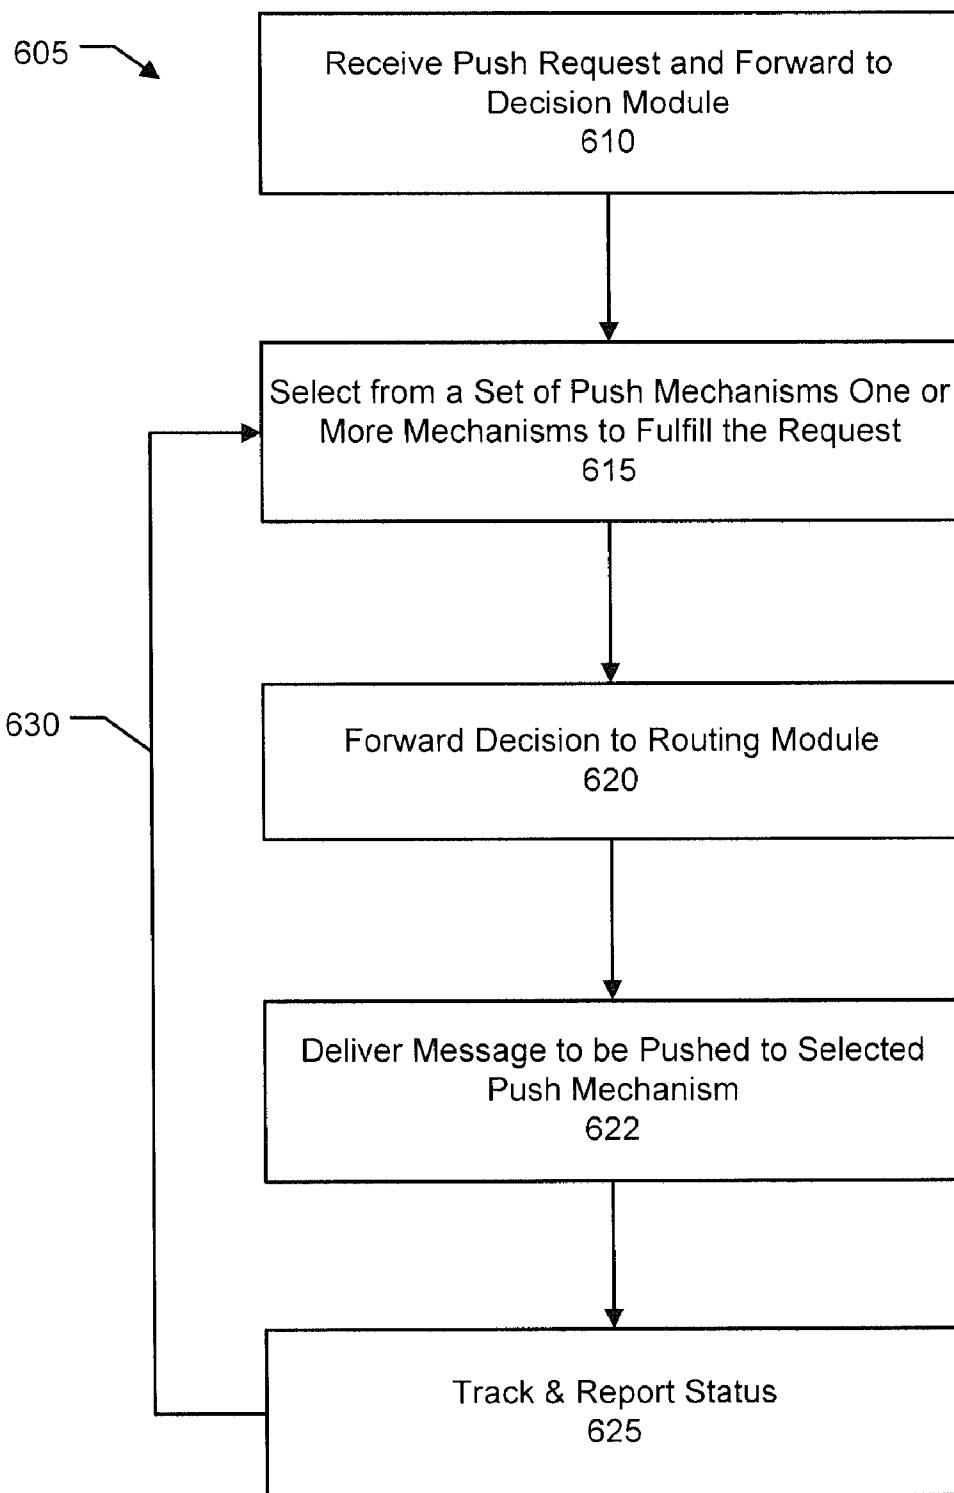 605
Receive Push Request and Forward to
Decision Module
610
Select from a Set of Push Mechanisms One or
More Mechanisms to Fulfill the Request
615
630
Forward Decision to Routing Module
620
Deliver Message to be Pushed to Selected
Push Mechanism
622
Track & Report Status
625